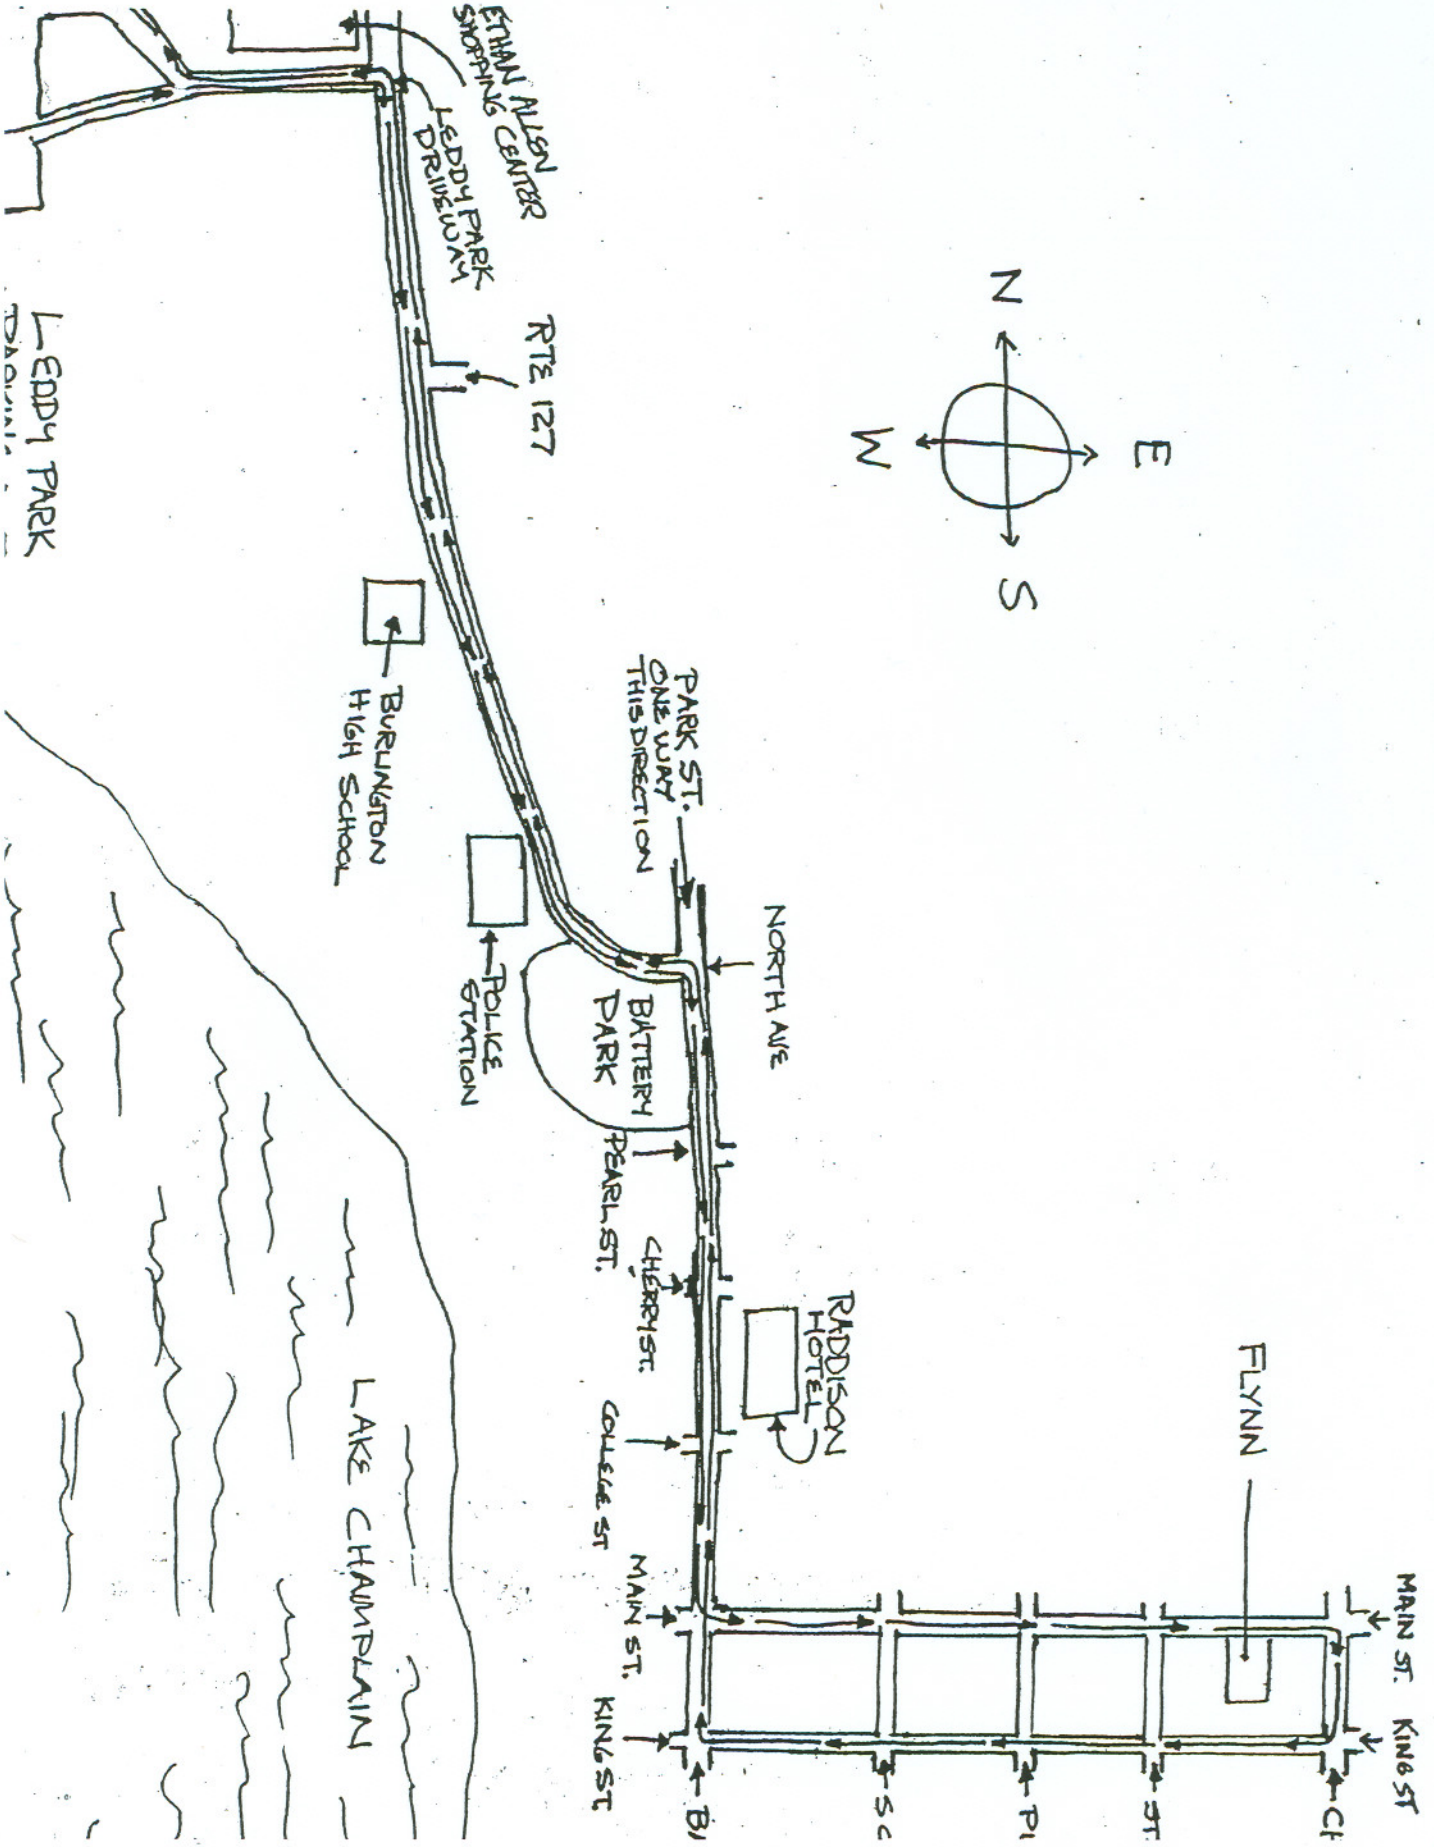 ETHAN ALLEN
SHOPPING CENTER
LEDDY PARK
DRIVEWAY
RTE 127
LEDDY PARK
N
E
W
S
BURLINGTON
HIGH SCHOOL
PARK ST.
ONE WAY
THIS DIRECTION
NORTH AVE
POLICE
STATION
BATTERY
PARK
PEARL ST.
CHERRY ST.
RADDISON
HOTEL
COLLEGE ST
FLYNN
MAIN ST.
KING ST.
MAIN ST.
KING ST
LAKE CHAMPLAIN